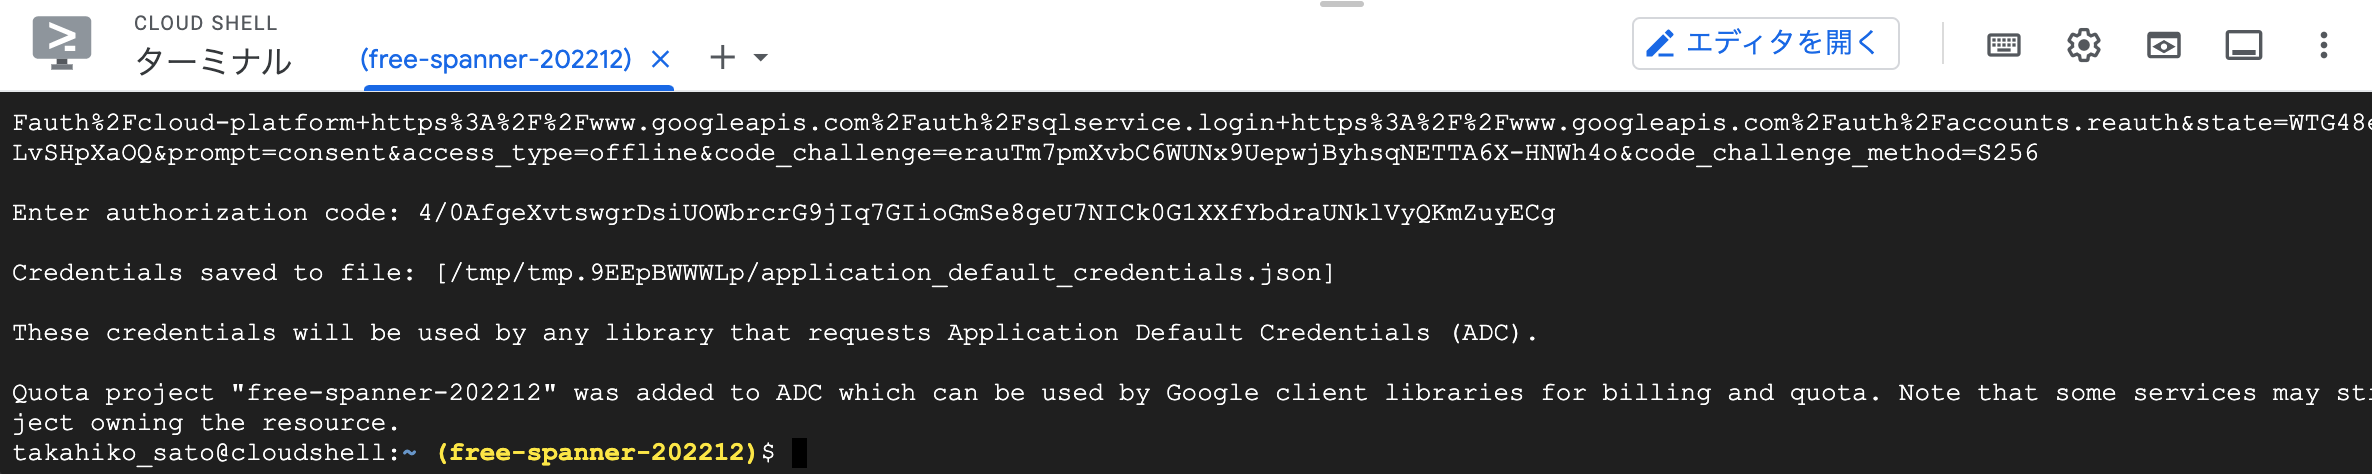 CLOUD SHELL
ターミナル
(free-spanner-202212)
エディタを開く
Fauth%2Fcloud-platform+https%3A%2F%2Fwww.googleapis.com%2Fauth%2Fsqlservice.login+https%3A%2F%2Fwww.googleapis.com%2Fauth%2Faccounts.reauth&state=WTG48e
LvSHpXaOQ&prompt=consent&access_type=offline&code_challenge=erauTm7pmXvbC6WUNx9UepwjByhsqNETTA6X-HNWh4o&code_challenge_method=S256
Enter authorization code: 4/0AfgeXvtswgrDsiUOWbrcrG9jIq7GIioGmSe8geU7NICk0G1XXfYbdraUNklVyQKmZuyECg
Credentials saved to file: [/tmp/tmp.9EEpBWWWLp/application_default_credentials.json]
These credentials will be used by any library that requests Application Default Credentials (ADC).
Quota project "free-spanner-202212" was added to ADC which can be used by Google client libraries for billing and quota. Note that some services may sti
ject owning the resource.
takahiko_sato@cloudshell:~ (free-spanner-202212)$